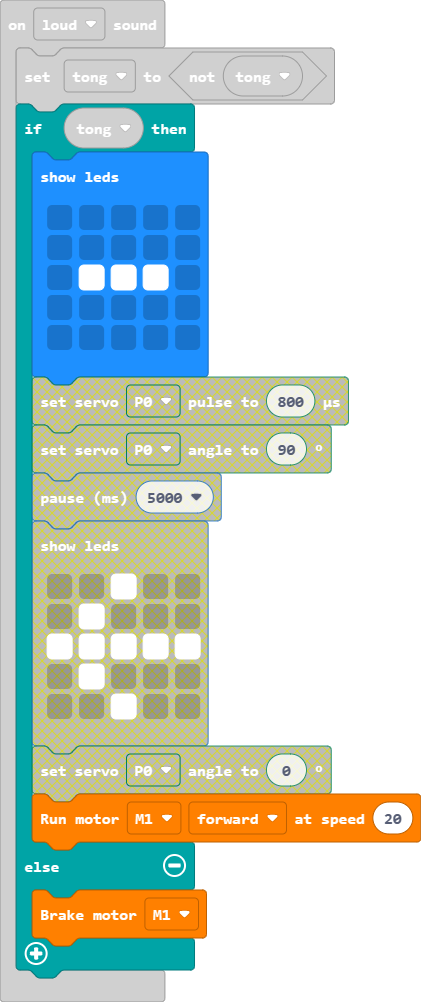 on loud sound
set tong to not tong
if tong then
show leds
set servo P0 pulse to 800 µs
set servo P0 angle to 90 °
pause (ms) 5000
show leds
set servo P0 angle to 0 °
Run motor M1 forward at speed 20
else
Brake motor M1